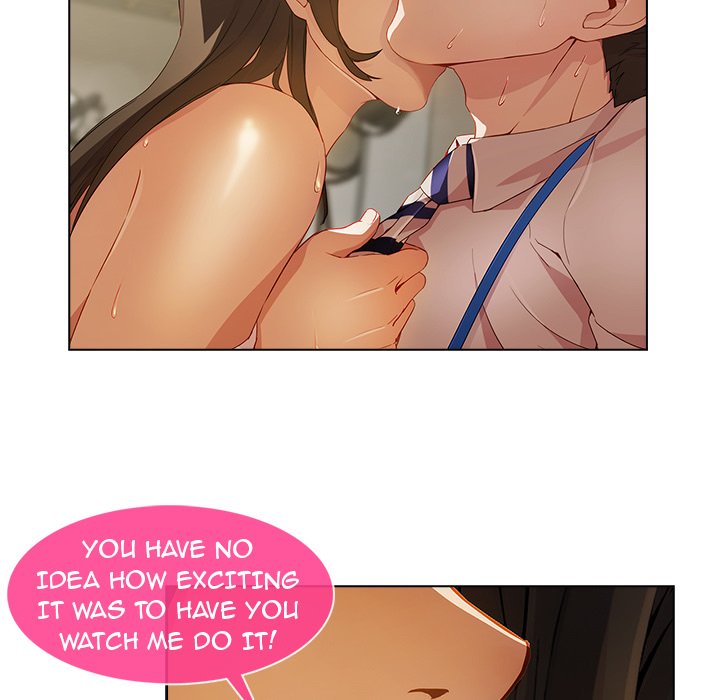 YOU HAVE NO
IDEA HOW EXCITING
IT WAS TO HAVE YOU
WATCH ME DO IT!